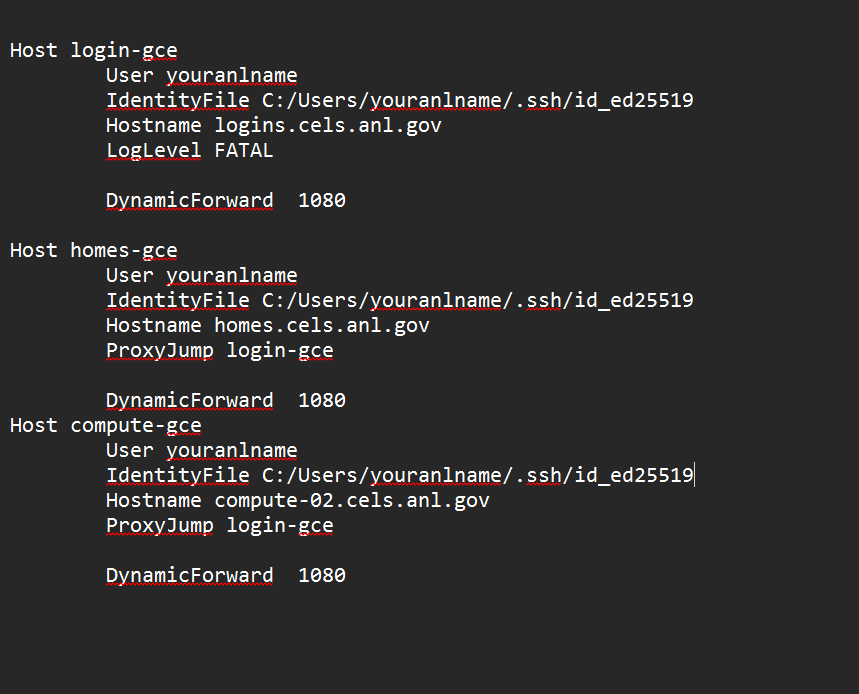 Host login-gce
User youranlname
IdentityFile C:/Users/youranlname/.ssh/id_ed25519
Hostname logins.cels.anl.gov
LogLevel FATAL
DynamicForward  1080
Host homes-gce
User youranlname
IdentityFile C:/Users/youranlname/.ssh/id_ed25519
Hostname homes.cels.anl.gov
ProxyJump login-gce
DynamicForward  1080
Host compute-gce
User youranlname
IdentityFile C:/Users/youranlname/.ssh/id_ed25519
Hostname compute-02.cels.anl.gov
ProxyJump login-gce
DynamicForward  1080